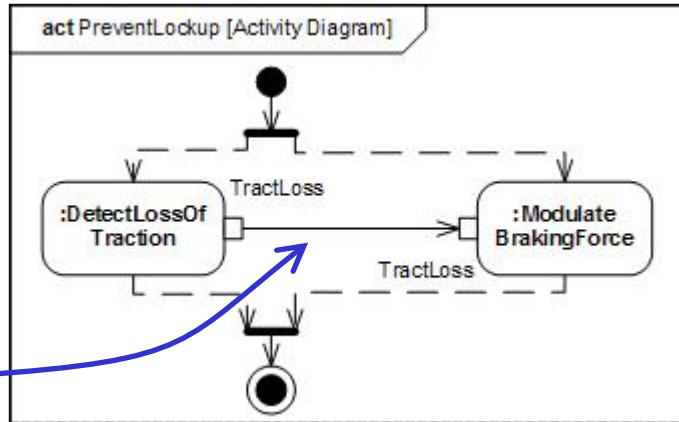 act PreventLockup [Activity Diagram]
TractLoss
:DetectLossOf
Traction
:Modulate
BrakingForce
TractLoss